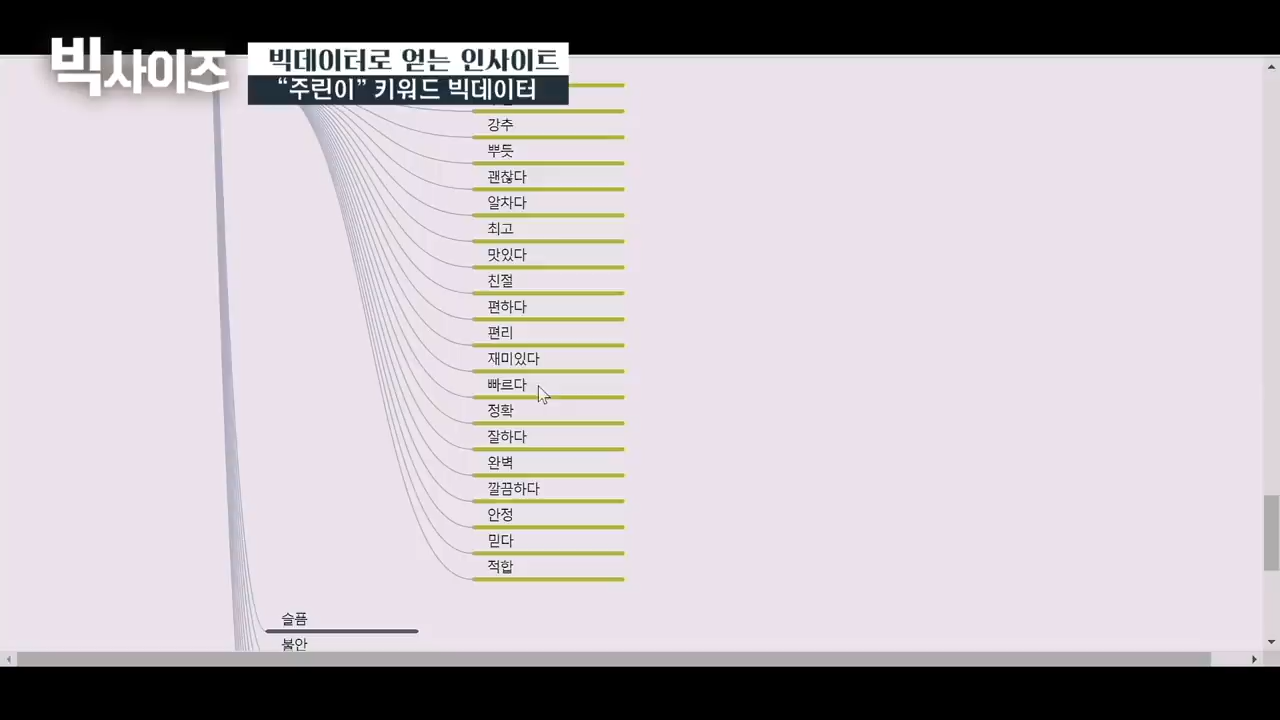 빅사이즈
빅데이터로 얻는 인사이트
“주린이” 키워드 빅데이터
강추
뿌듯
괜찮다
알차다
최고
맛있다
친절
편하다
편리
재미있다
빠르다
정확
잘하다
완벽
깔끔하다
안정
믿다
적합
슬픔
불안